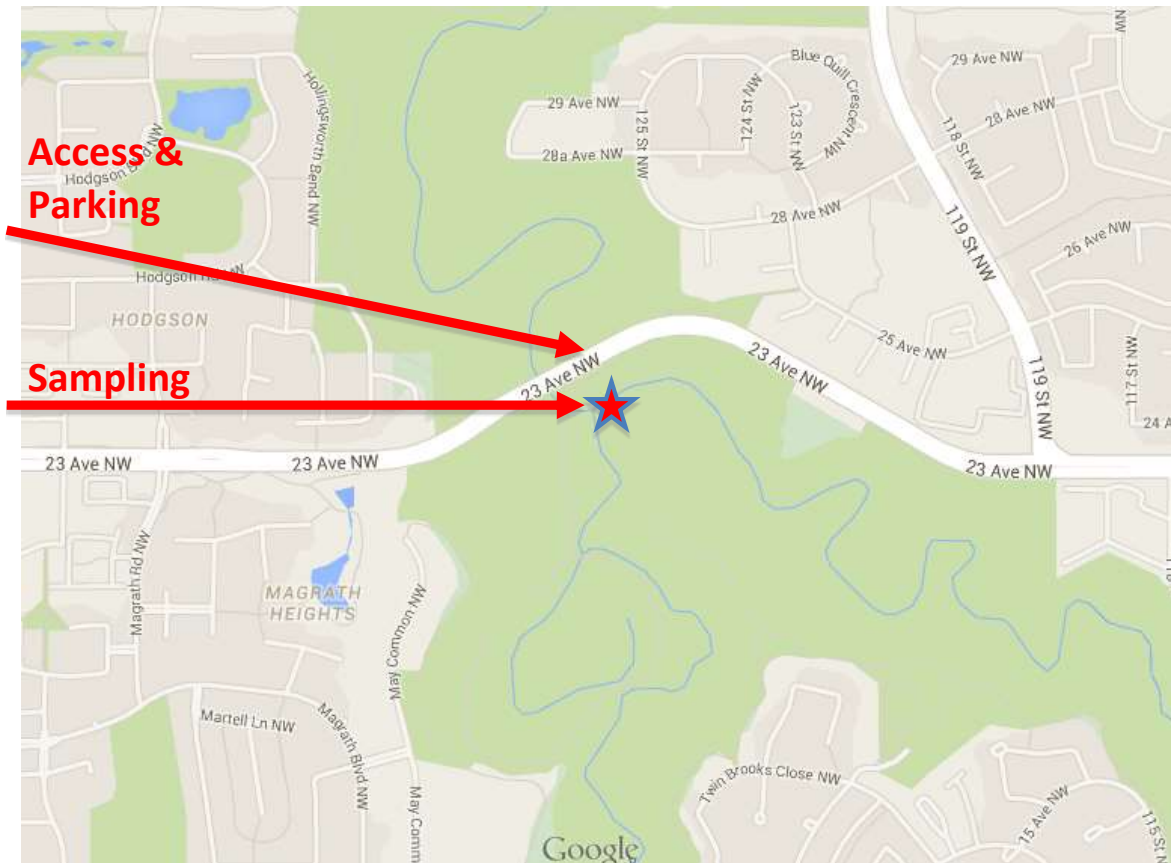 NW
29 Ave NW
Blue Quill Crescent NW
28 Ave NW
118 St NW
119 St NW
26 Ave NW
29 Ave NW
28a Ave NW
125 St NW
124 St NW
123 St NW
28 Ave NW
Hollingsworth Bend NW
Access &
Parking
Hodgson Rd NW
HODGSON
Sampling
23 Ave NW
23 Ave NW
25 Ave NW
119 St NW
117 St NW
24 A
23 Ave NW
23 Ave NW
23 Ave NW
Magrath Rd NW
MAGRATH
HEIGHTS
May Common NW
Martell Ln NW
Magrath Blvd NW
May Comm
Twin Brooks Close NW
15 Ave NW
115 St
Google